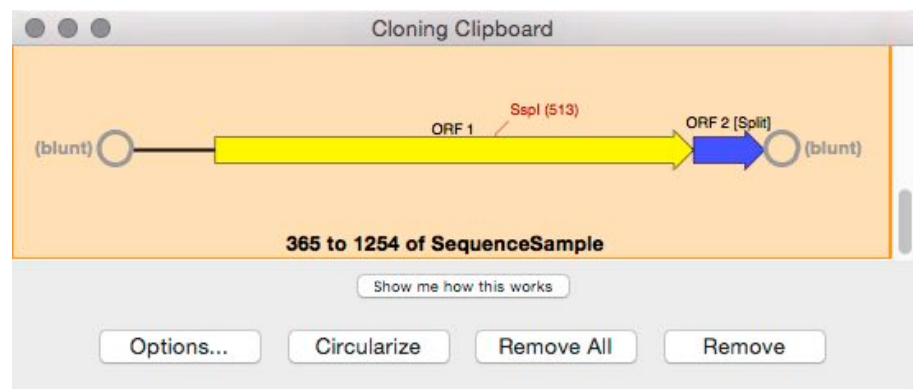 Cloning Clipboard
SspI (513)
ORF 1
ORF 2 [Split]
(blunt)
(blunt)
365 to 1254 of SequenceSample
Show me how this works
Options...
Circularize
Remove All
Remove